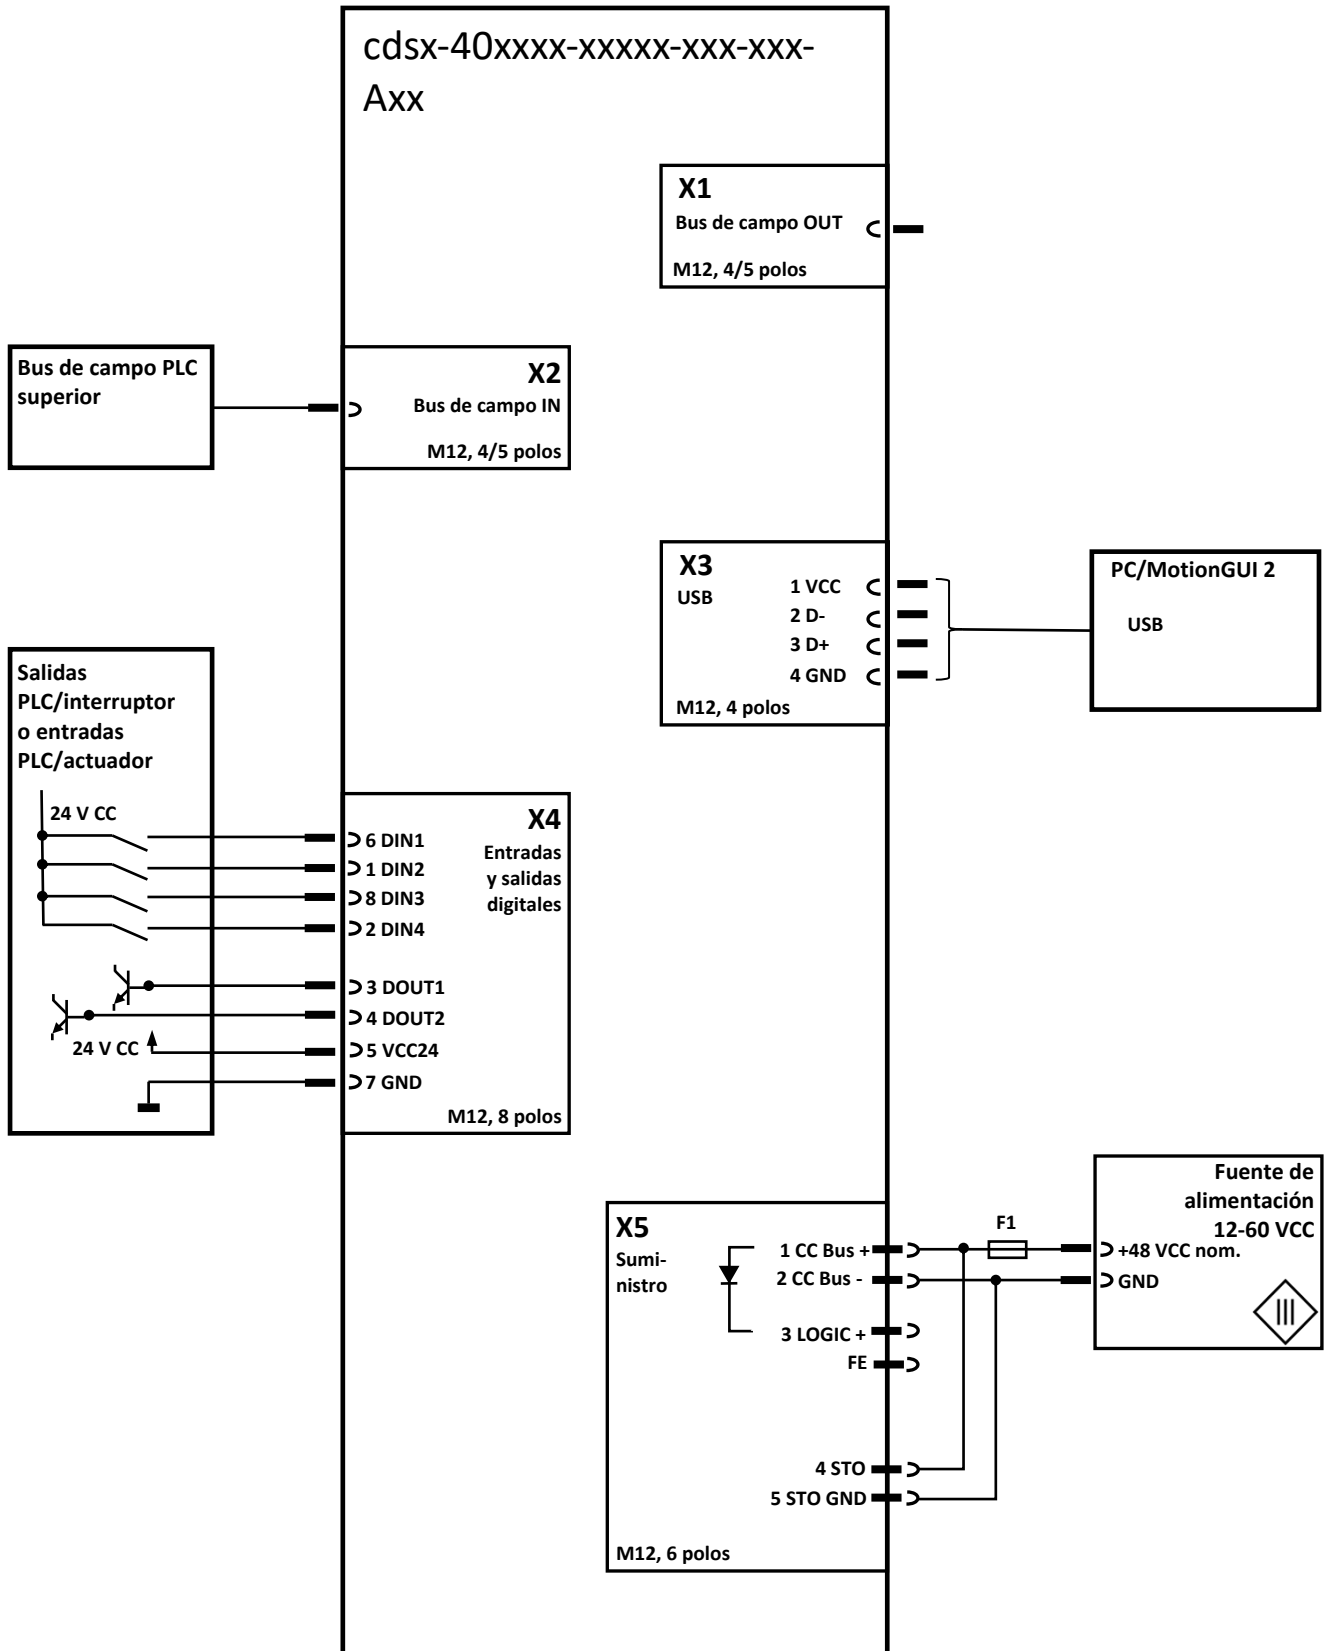 cdsx-40xxxx-xxxxx-xxx-xxx-
Axx
X1
Bus de campo OUT
M12, 4/5 polos
Bus de campo PLC
superior
X2
Bus de campo IN
M12, 4/5 polos
X3
USB
1 VCC
2 D-
3 D+
4 GND
M12, 4 polos
PC/MotionGUI 2
USB
Salidas
PLC/interruptor
o entradas
PLC/actuador
24 V CC
24 V CC
X4
Entradas
y salidas
digitales
6 DIN1
1 DIN2
8 DIN3
2 DIN4
3 DOUT1
4 DOUT2
5 VCC24
7 GND
M12, 8 polos
X5
Sumi-
nistro
1 CC Bus +
2 CC Bus -
3 LOGIC +
FE
4 STO
5 STO GND
M12, 6 polos
F1
Fuente de
alimentación
12-60 VCC
+48 VCC nom.
GND
III